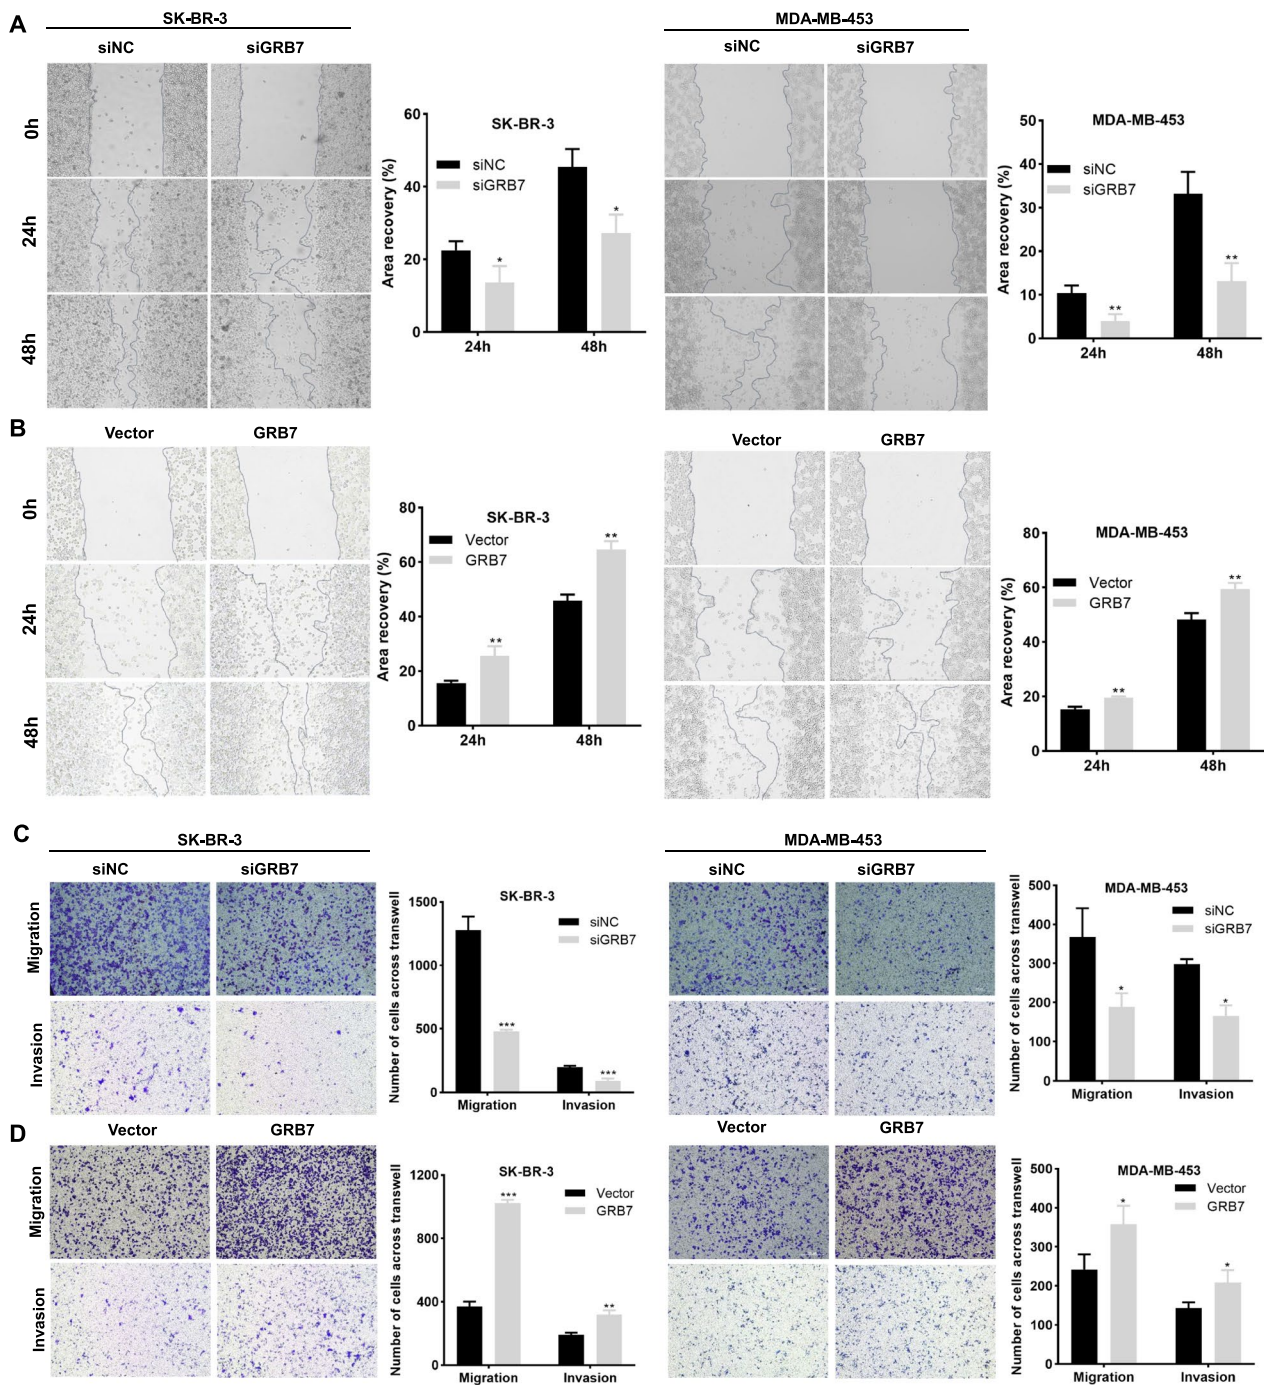 A
SK-BR-3
MDA-MB-453
siNC
siGRB7
siNC
siGRB7
0h
24h
48h
SK-BR-3
siNC
siGRB7
Area recovery (%)
60
40
20
0
24h
48h
MDA-MB-453
siNC
siGRB7
Area recovery (%)
50
40
30
20
10
0
24h
48h
*
*
**
**
B
Vector
GRB7
Vector
GRB7
0h
24h
48h
SK-BR-3
Vector
GRB7
Area recovery (%)
80
60
40
20
0
24h
48h
**
**
MDA-MB-453
Vector
GRB7
Area recovery (%)
80
60
40
20
0
24h
48h
**
**
C
SK-BR-3
MDA-MB-453
siNC
siGRB7
siNC
siGRB7
Migration
Invasion
SK-BR-3
siNC
siGRB7
Number of cells across transwell
1500
1000
500
0
Migration
Invasion
***
***
MDA-MB-453
siNC
siGRB7
Number of cells across transwell
500
400
300
200
100
0
Migration
Invasion
*
*
D
Vector
GRB7
Vector
GRB7
Migration
Invasion
SK-BR-3
Vector
GRB7
Number of cells across transwell
1200
800
400
0
Migration
Invasion
***
**
MDA-MB-453
Vector
GRB7
Number of cells across transwell
500
400
300
200
100
0
Migration
Invasion
*
*